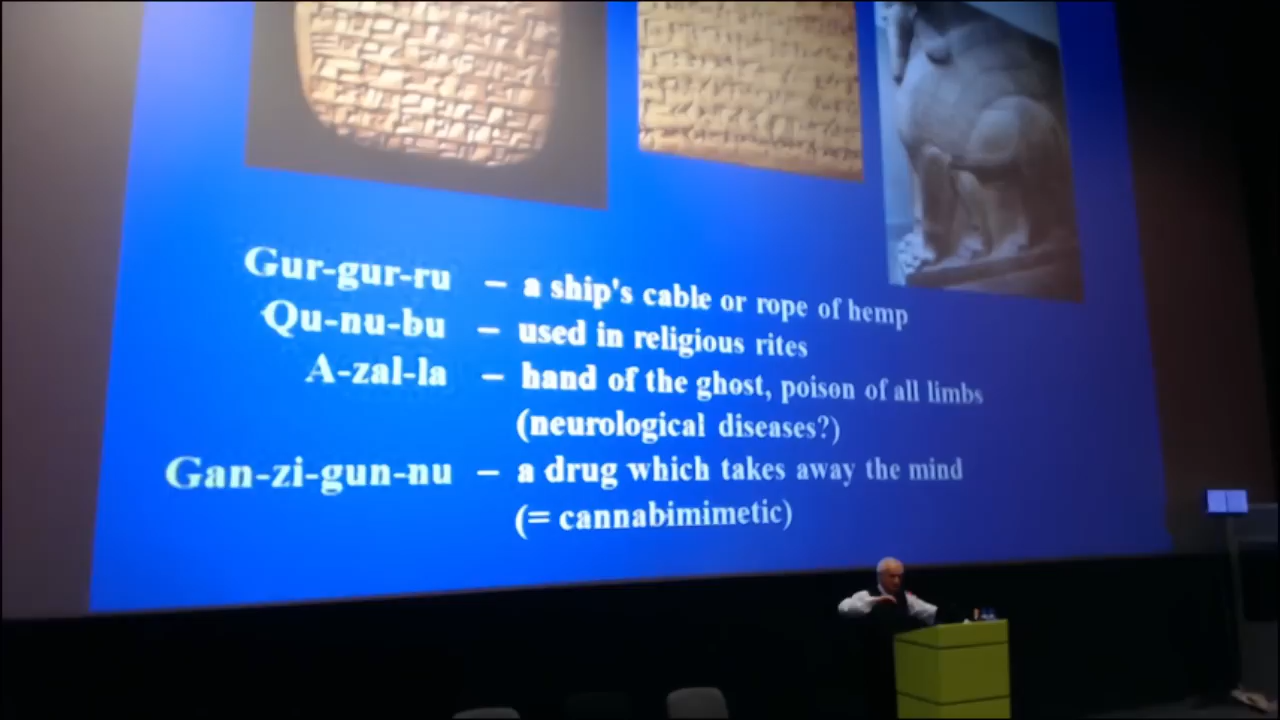 Gur-gur-ru – a ship's cable or rope of hemp
Qu-nu-bu – used in religious rites
A-zal-la – hand of the ghost, poison of all limbs
(neurological diseases?)
Gan-zi-gun-nu – a drug which takes away the mind
(= cannabimimetic)